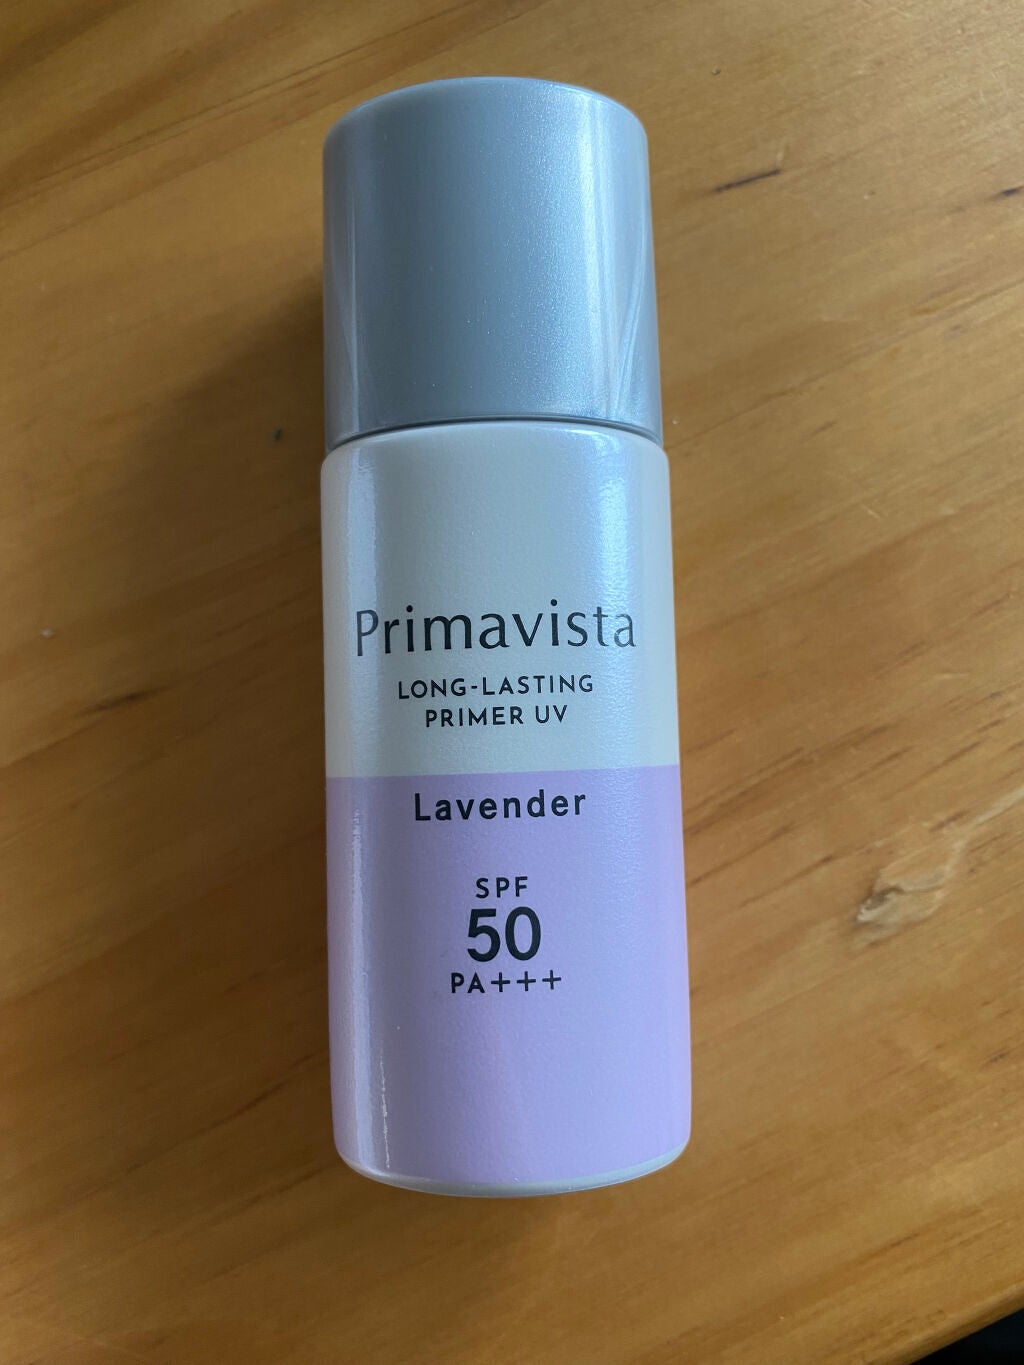 Primavista
LONG-LASTING
PRIMER UV
Lavender
SPF
50
PA+++